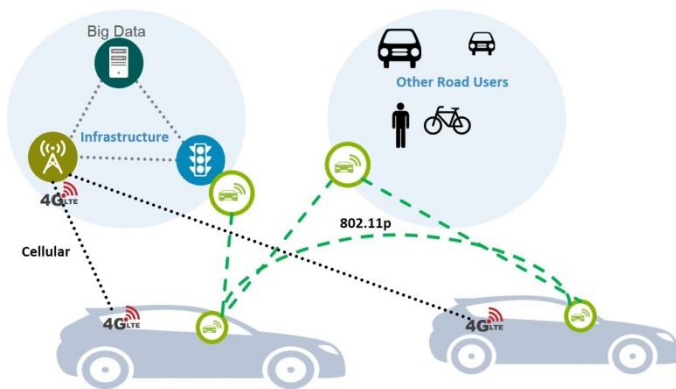 Big Data
Other Road Users
Infrastructure
4G LTE
802.11p
Cellular
4G LTE
4G LTE